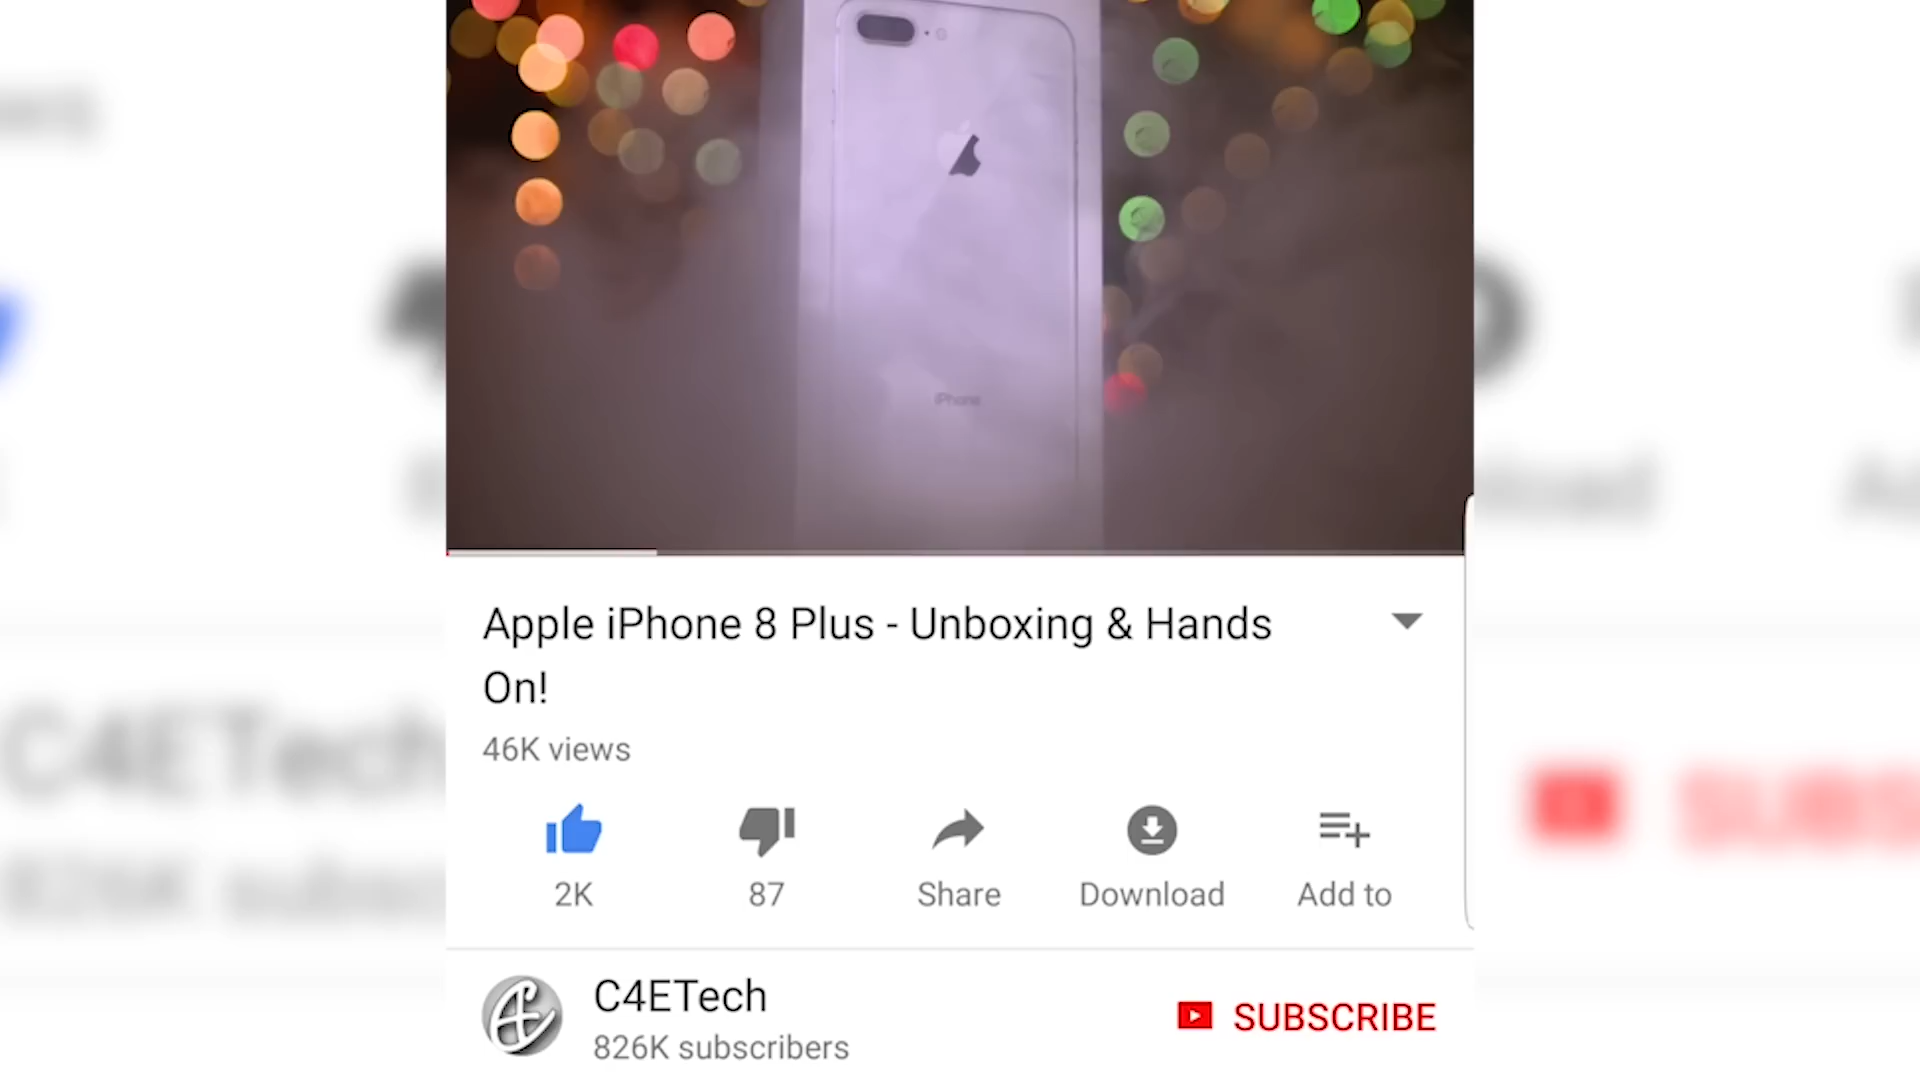 iPhone
Apple iPhone 8 Plus - Unboxing & Hands
On!
46K views
2K
87
Share
Download
Add to
C4ETech
SUBSCRIBE
826K subscribers